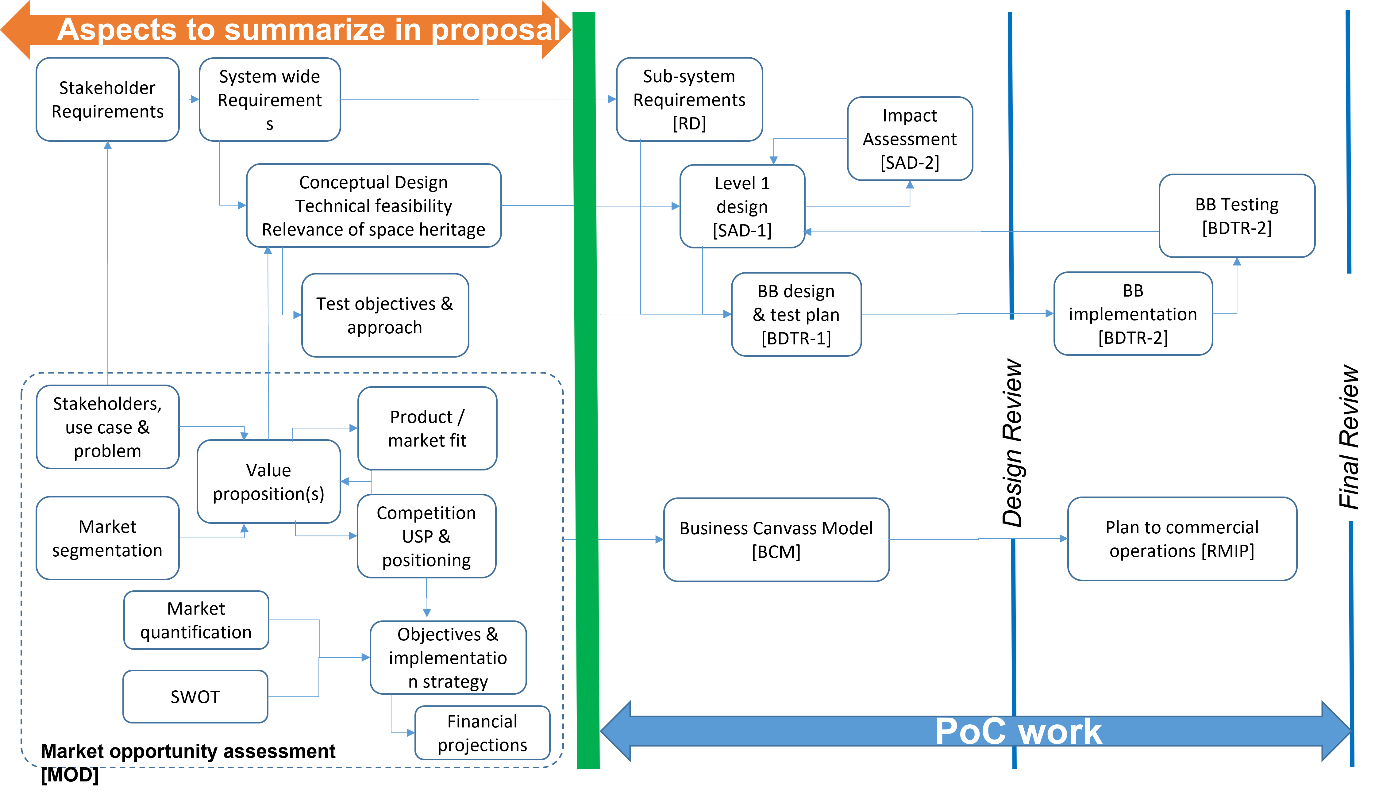 Aspects to summarize in proposal
Stakeholder
Requirements
System wide
Requirement
s
Conceptual Design
Technical feasibility
Relevance of space heritage
Test objectives &
approach
Stakeholders,
use case &
problem
Product /
market fit
Value
proposition(s)
Market
segmentation
Competition
USP &
positioning
Market
quantification
Objectives &
implementatio
n strategy
SWOT
Financial
projections
Market opportunity assessment
[MOD]
Sub-system
Requirements
[RD]
Impact
Assessment
[SAD-2]
Level 1
design
[SAD-1]
BB Testing
[BDTR-2]
BB design
& test plan
[BDTR-1]
BB
implementation
[BDTR-2]
Design Review
Final Review
Business Canvass Model
[BCM]
Plan to commercial
operations [RMIP]
PoC work